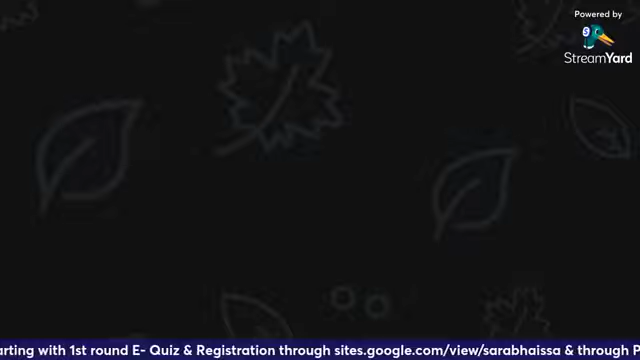 Powered by
StreamYard
arting with 1st round E- Quiz & Registration through sites.google.com/view/sarabhaissa & through P